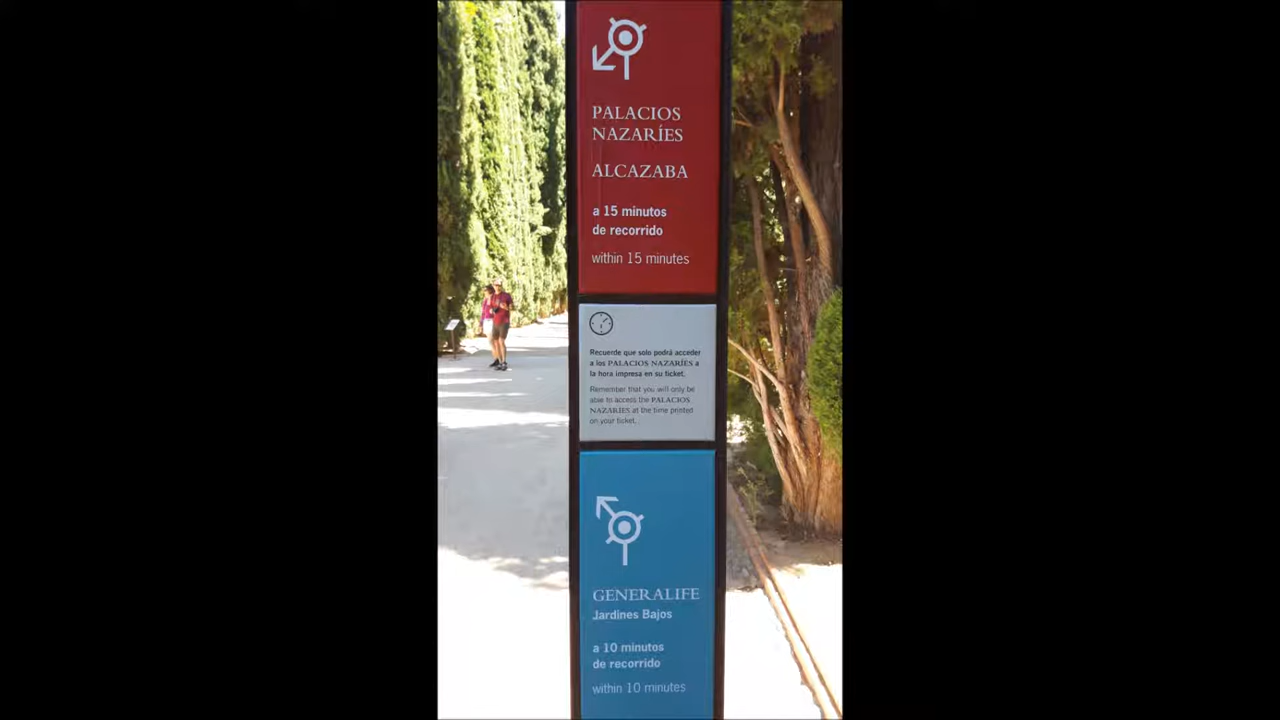 PALACIOS
NAZARÍES
ALCAZABA
a 15 minutos
de recorrido
within 15 minutes
Recuerde que solo podrá acceder
a los PALACIOS NAZARÍES a
la hora impresa en su ticket.
Remember that you will only be
able to access the PALACIOS
NAZARIES at the time printed
on your ticket.
GENERALIFE
Jardines Bajos
a 10 minutos
de recorrido
within 10 minutes